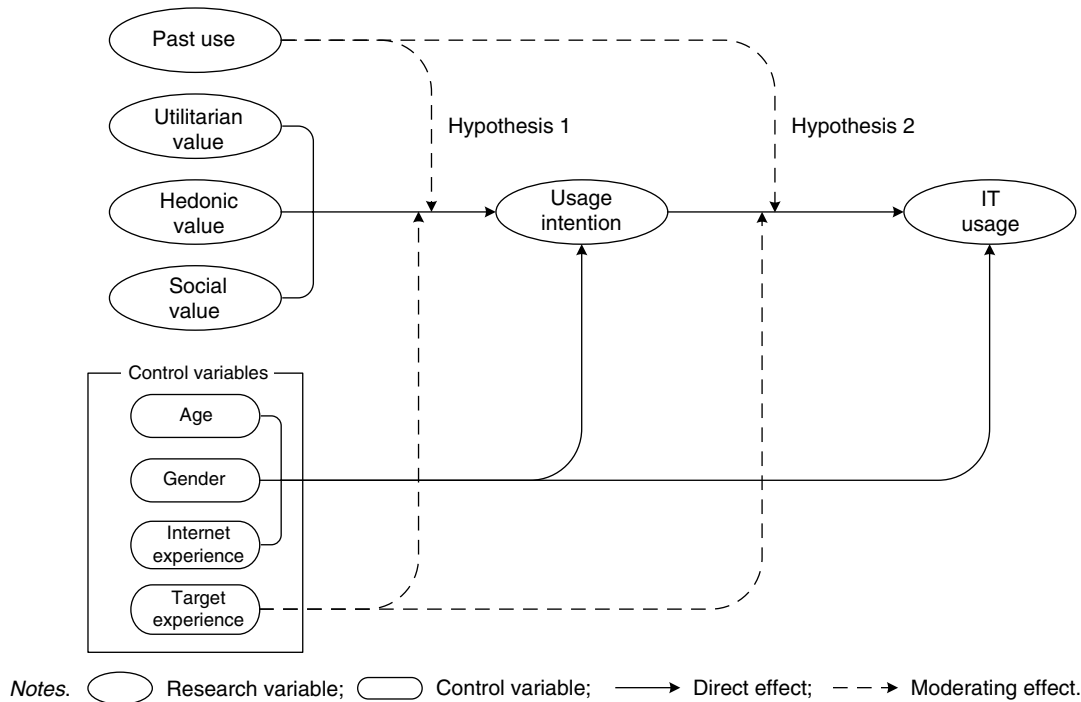 Past use
Utilitarian
value
Hypothesis 1
Hypothesis 2
Hedonic
value
Usage
intention
IT
usage
Social
value
Control variables
Age
Gender
Internet
experience
Target
experience
Notes. Research variable; Control variable; Direct effect; Moderating effect.